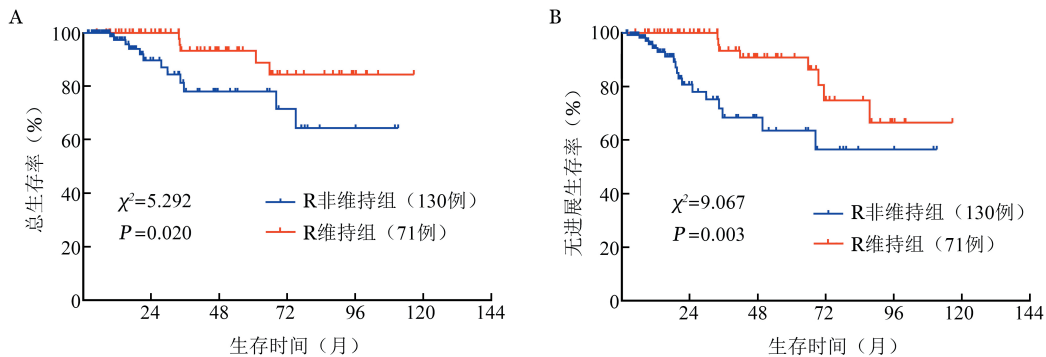 A
100
80
60
40
20
0
总生存率（%）
χ²=5.292
P=0.020
R非维持组（130例）
R维持组（71例）
24 48 72 96 120 144
生存时间（月）
B
100
80
60
40
20
0
无进展生存率（%）
χ²=9.067
P=0.003
R非维持组（130例）
R维持组（71例）
24 48 72 96 120 144
生存时间（月）